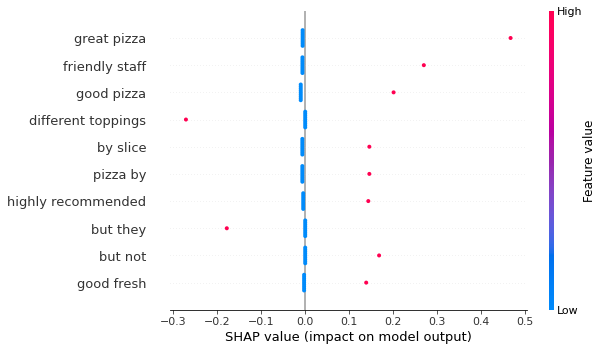 High
great pizza
friendly staff
good pizza
different toppings
by slice
pizza by
highly recommended
but they
but not
good fresh
Feature value
Low
−0.3 −0.2 −0.1 0.0 0.1 0.2 0.3 0.4 0.5
SHAP value (impact on model output)